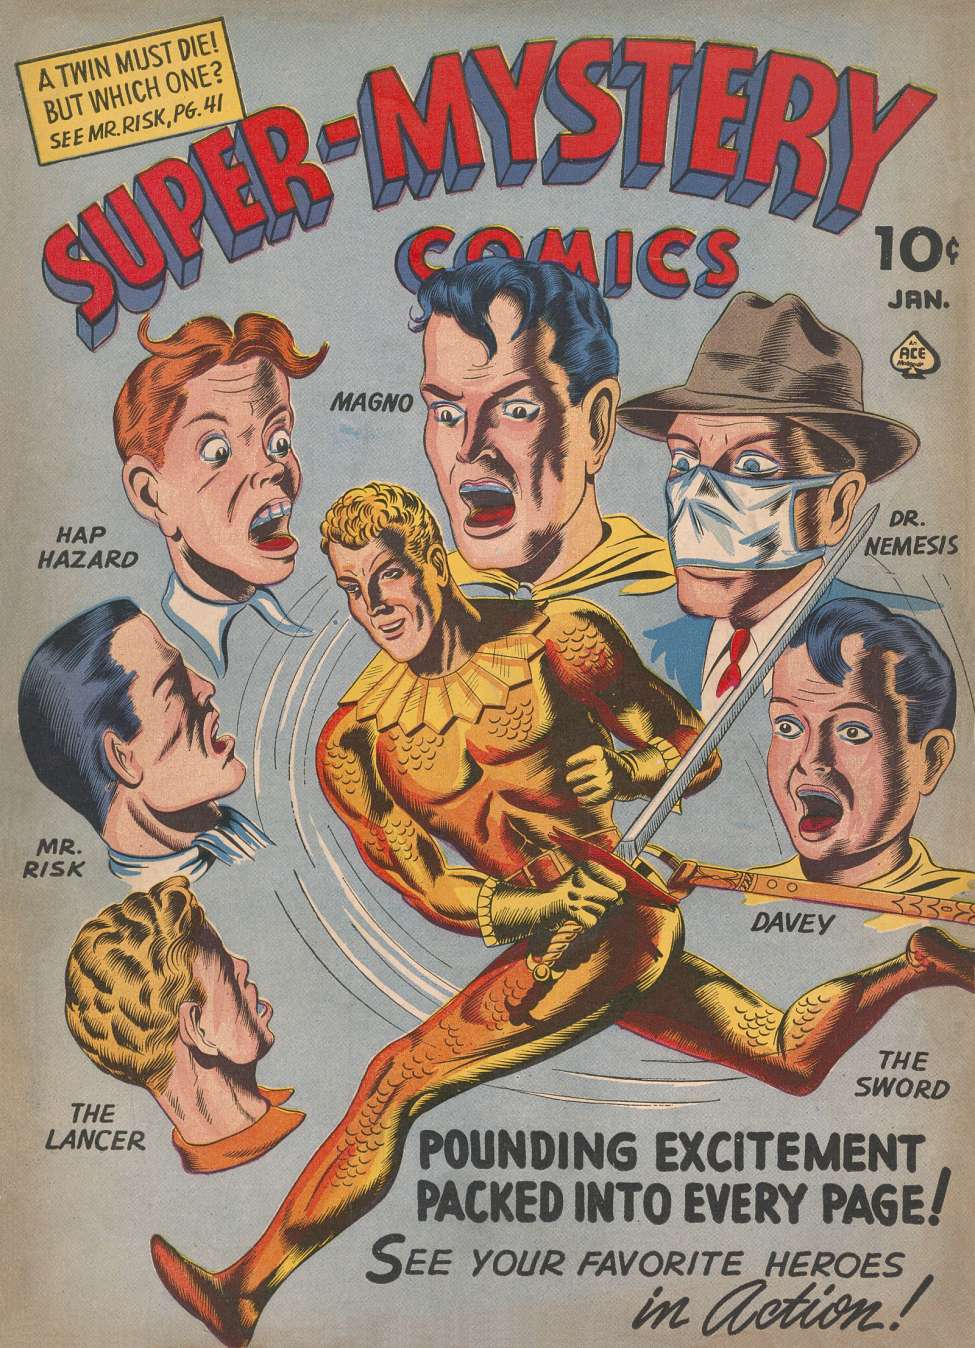 A TWIN MUST DIE!
BUT WHICH ONE?
SEE MR. RISK, PG. 41
SUPER-MYSTERY
COMICS
10¢
JAN.
An
ACE
Magazine
MAGNO
HAP
HAZARD
DR.
NEMESIS
MR.
RISK
DAVEY
THE
SWORD
THE
LANCER
POUNDING EXCITEMENT
PACKED INTO EVERY PAGE!
SEE YOUR FAVORITE HEROES
in Action!